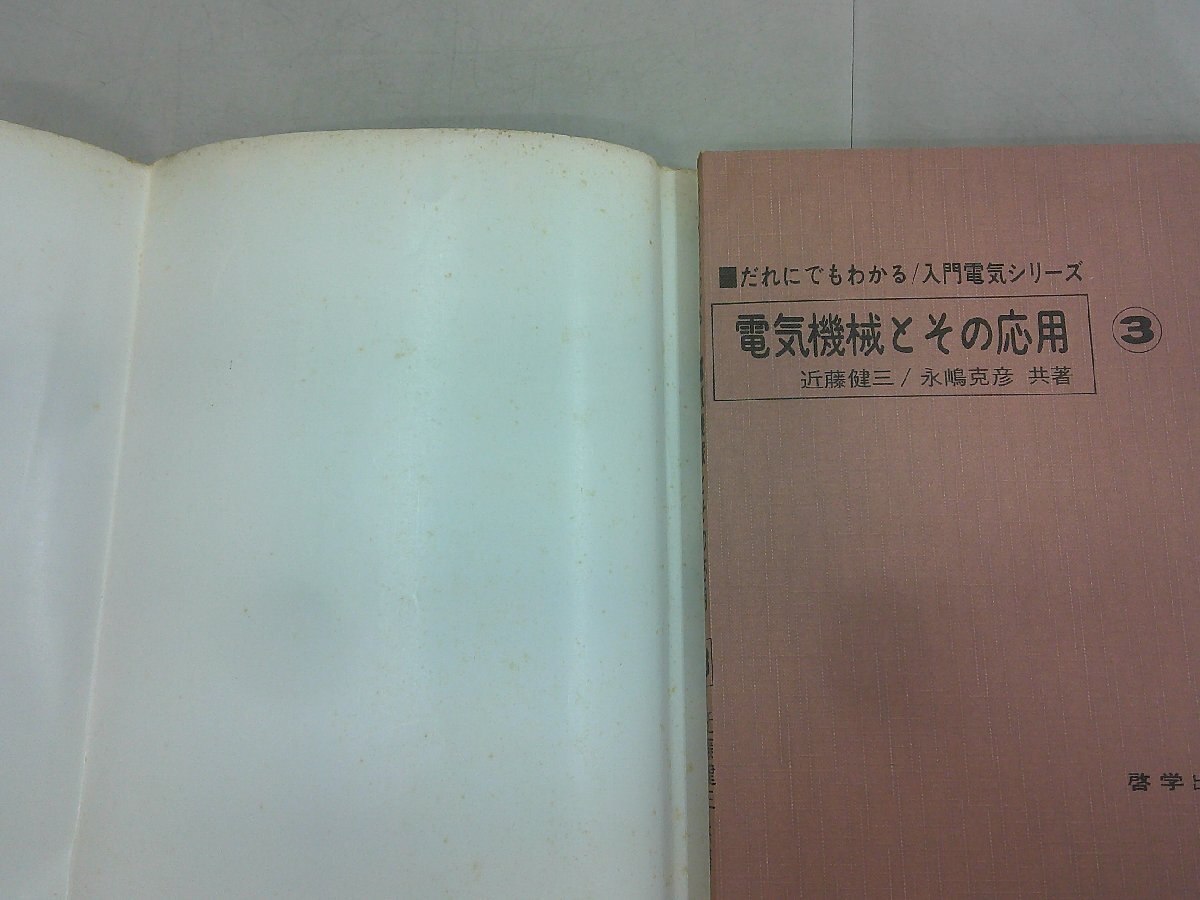 ■だれにでもわかる/入門電気シリーズ
電気機械とその応用 3
近藤健三/永嶋克彦 共著
啓学出